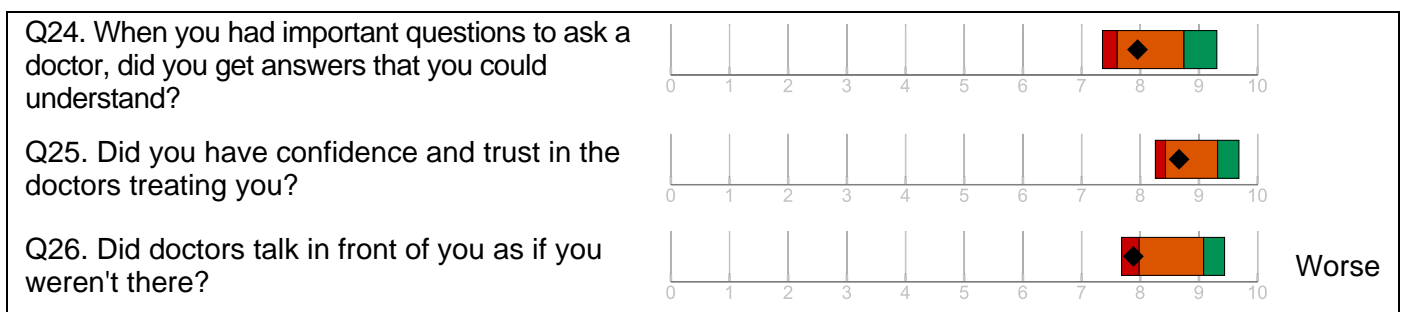 Q24. When you had important questions to ask a
doctor, did you get answers that you could
understand?
0 1 2 3 4 5 6 7 8 9 10
Q25. Did you have confidence and trust in the
doctors treating you?
0 1 2 3 4 5 6 7 8 9 10
Q26. Did doctors talk in front of you as if you
weren't there?
Worse
0 1 2 3 4 5 6 7 8 9 10